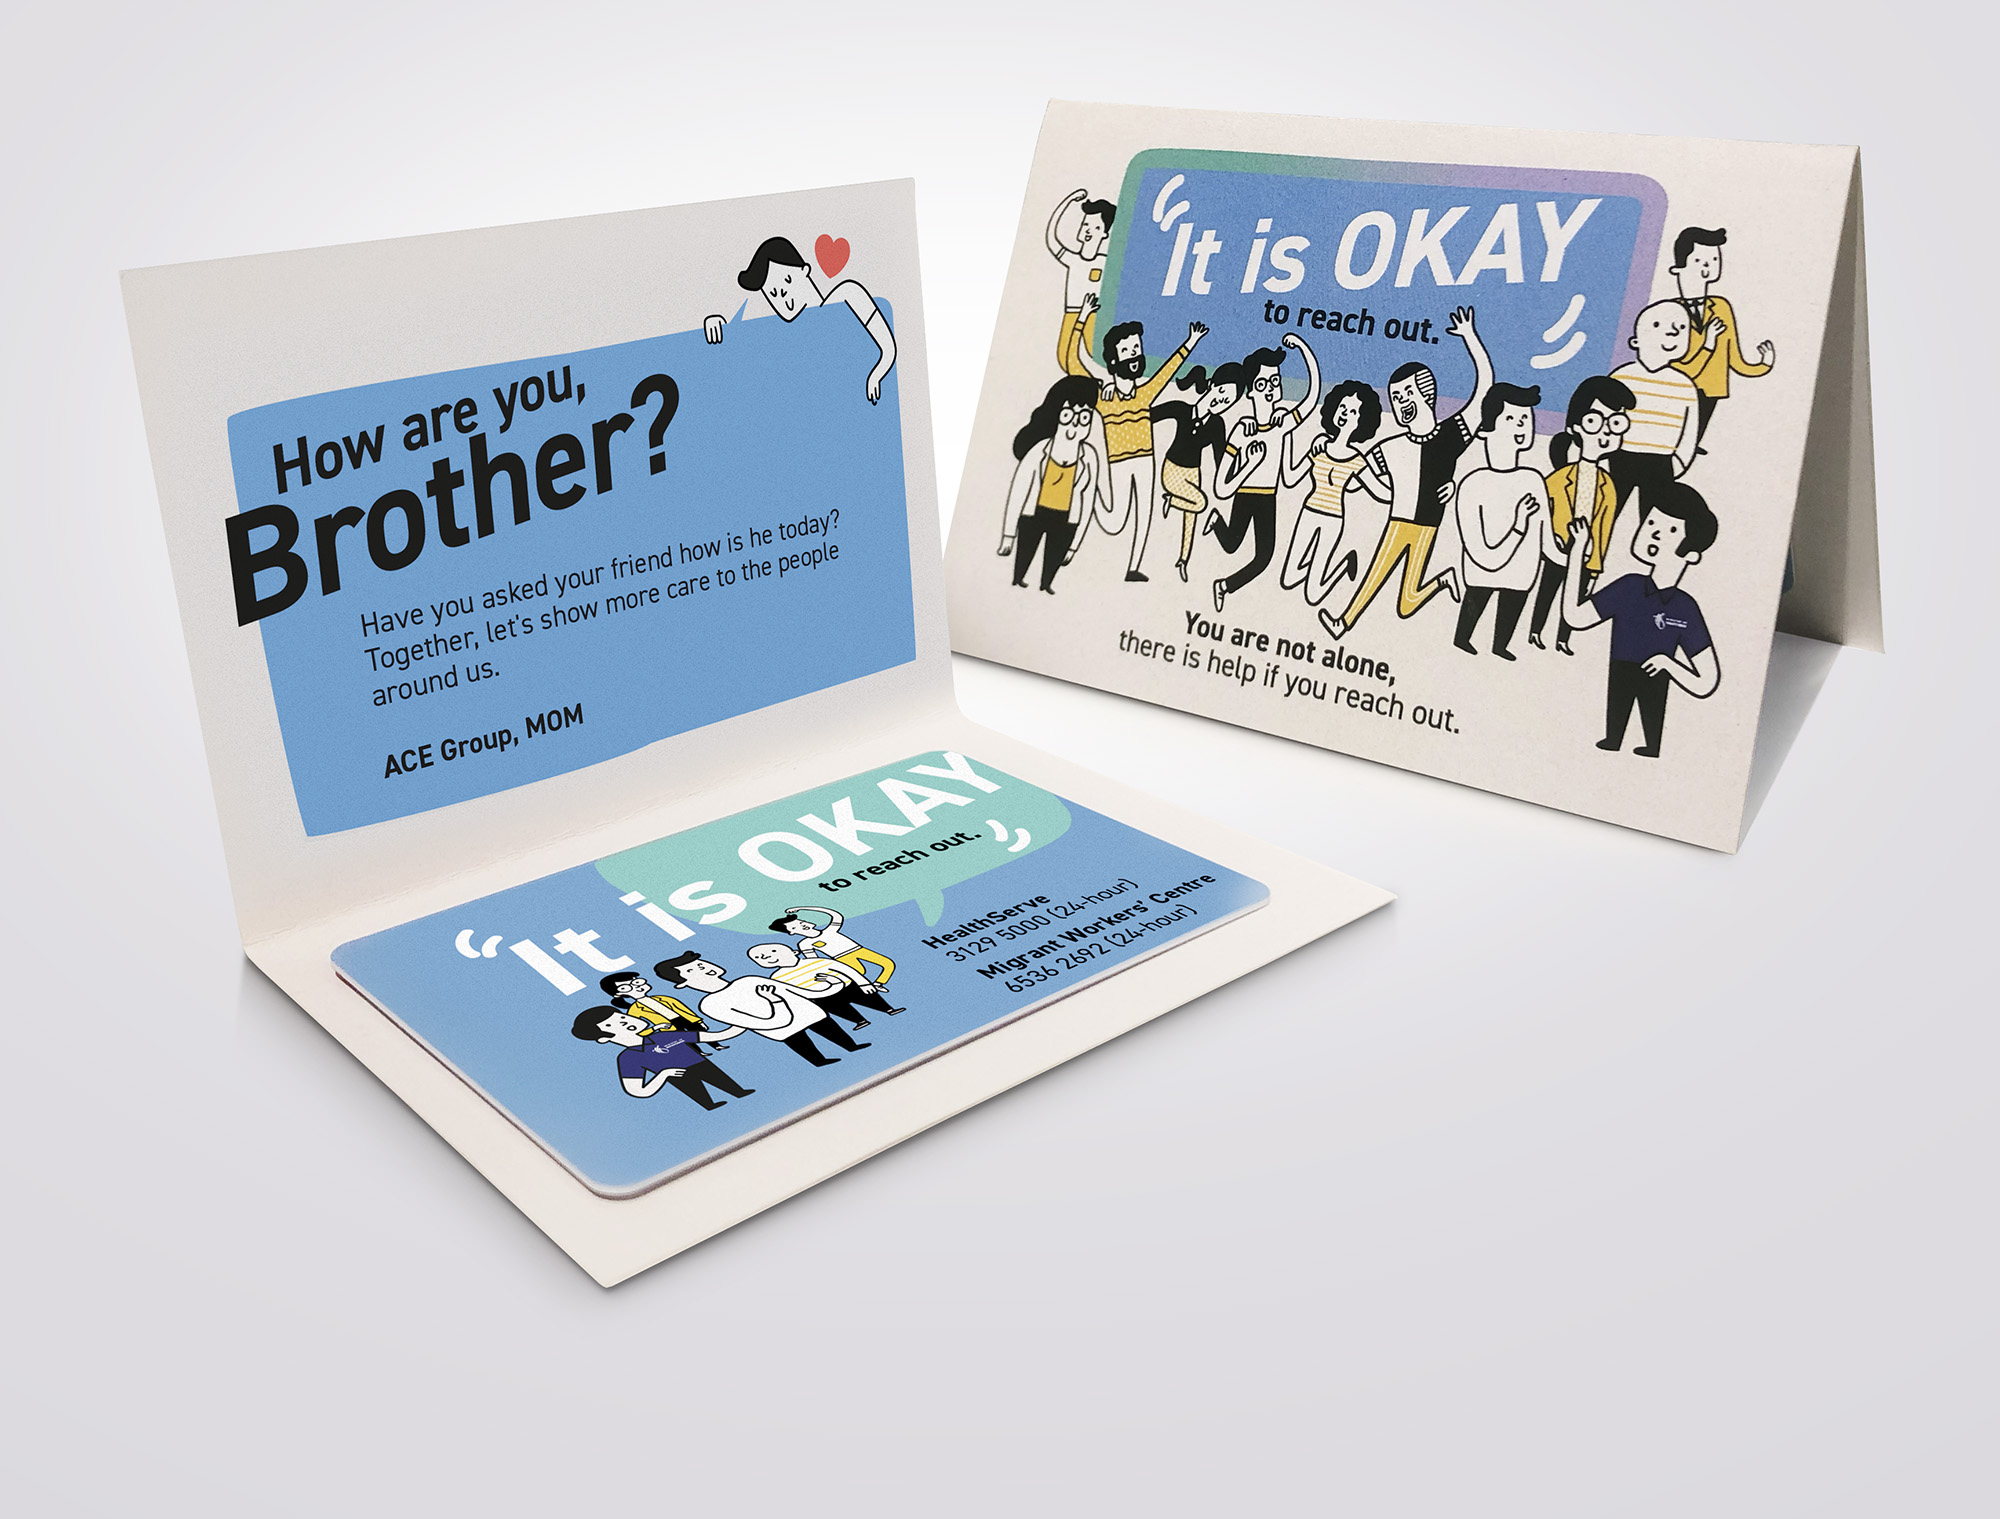 How are you,
Brother?
Have you asked your friend how is he today?
Together, let's show more care to the people
around us.
ACE Group, MOM
“It is OKAY
to reach out.”
HealthServe
3129 5000 (24-hour)
Migrant Workers' Centre
6536 2692 (24-hour)
“It is OKAY
to reach out.”
You are not alone,
there is help if you reach out.